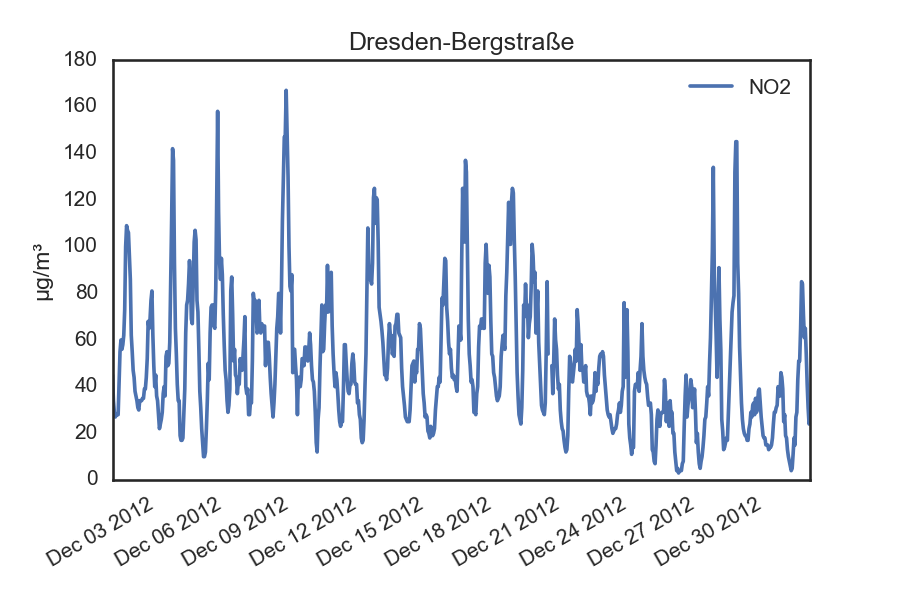 Dresden-Bergstraße
180
160
140
120
100
80
60
40
20
0
µg/m³
NO2
Dec 03 2012
Dec 06 2012
Dec 09 2012
Dec 12 2012
Dec 15 2012
Dec 18 2012
Dec 21 2012
Dec 24 2012
Dec 27 2012
Dec 30 2012